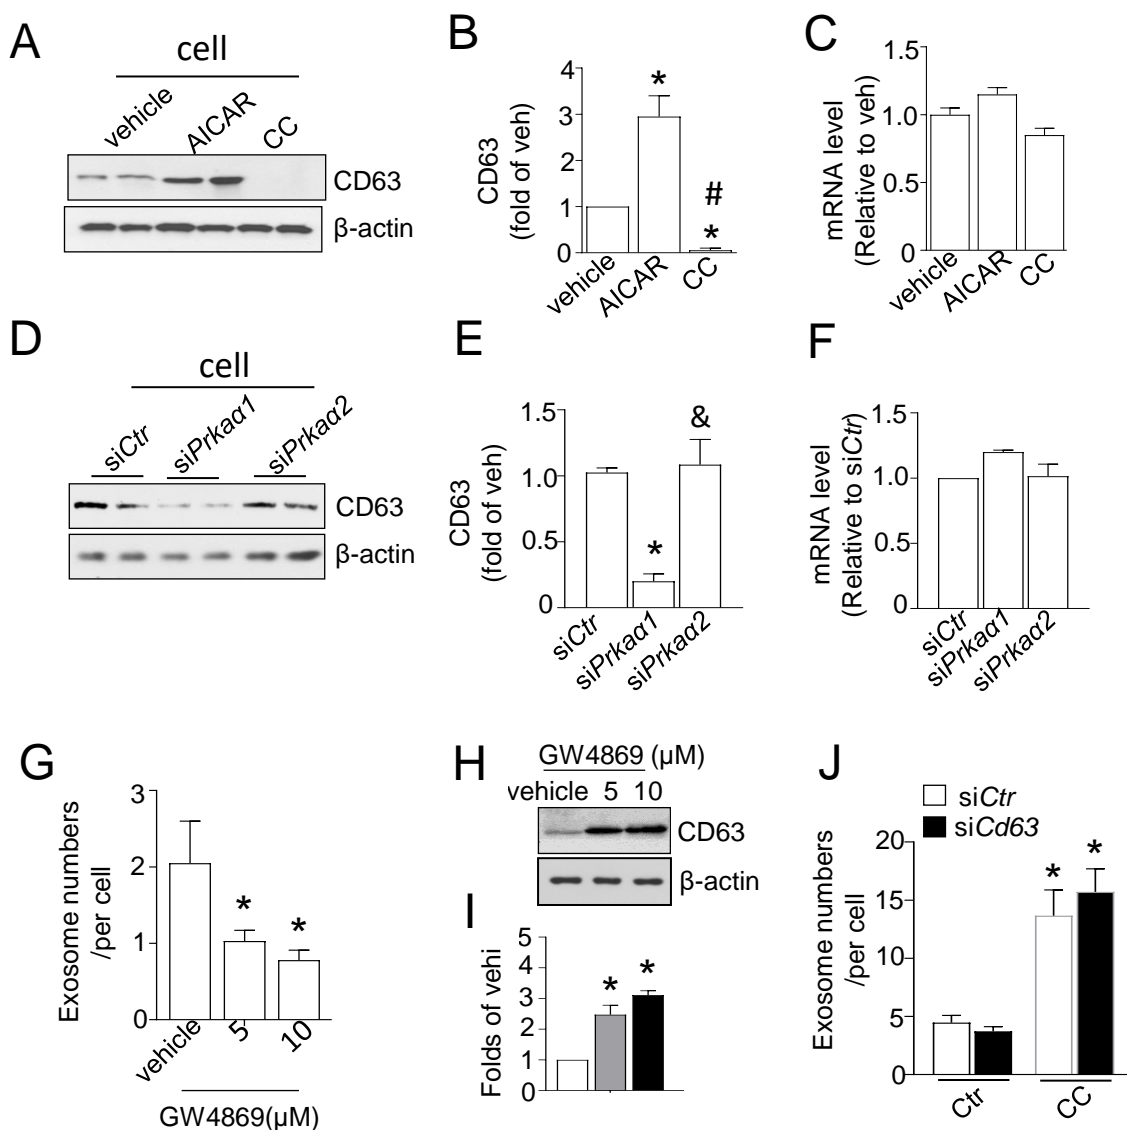 A
cell
vehicle
AICAR
CC
CD63
β-actin
B
CD63
(fold of veh)
4
3
2
1
0
*
#
*
vehicle
AICAR
CC
C
mRNA level
(Relative to veh)
1.5
1.0
0.5
0
vehicle
AICAR
CC
D
cell
siCtr
siPrkaα1
siPrkaα2
CD63
β-actin
E
CD63
(fold of veh)
1.5
1.0
0.5
0
*
&
siCtr
siPrkaα1
siPrkaα2
F
mRNA level
(Relative to siCtr)
1.5
1.0
0.5
0
siCtr
siPrkaα1
siPrkaα2
G
Exosome numbers
/per cell
3
2
1
0
*
*
vehicle
5
10
GW4869(μM)
H
GW4869 (μM)
vehicle 5 10
CD63
β-actin
I
Folds of vehi
5
4
3
2
1
0
*
*
J
siCtr
siCd63
Exosome numbers
/per cell
20
15
10
5
0
*
*
Ctr
CC